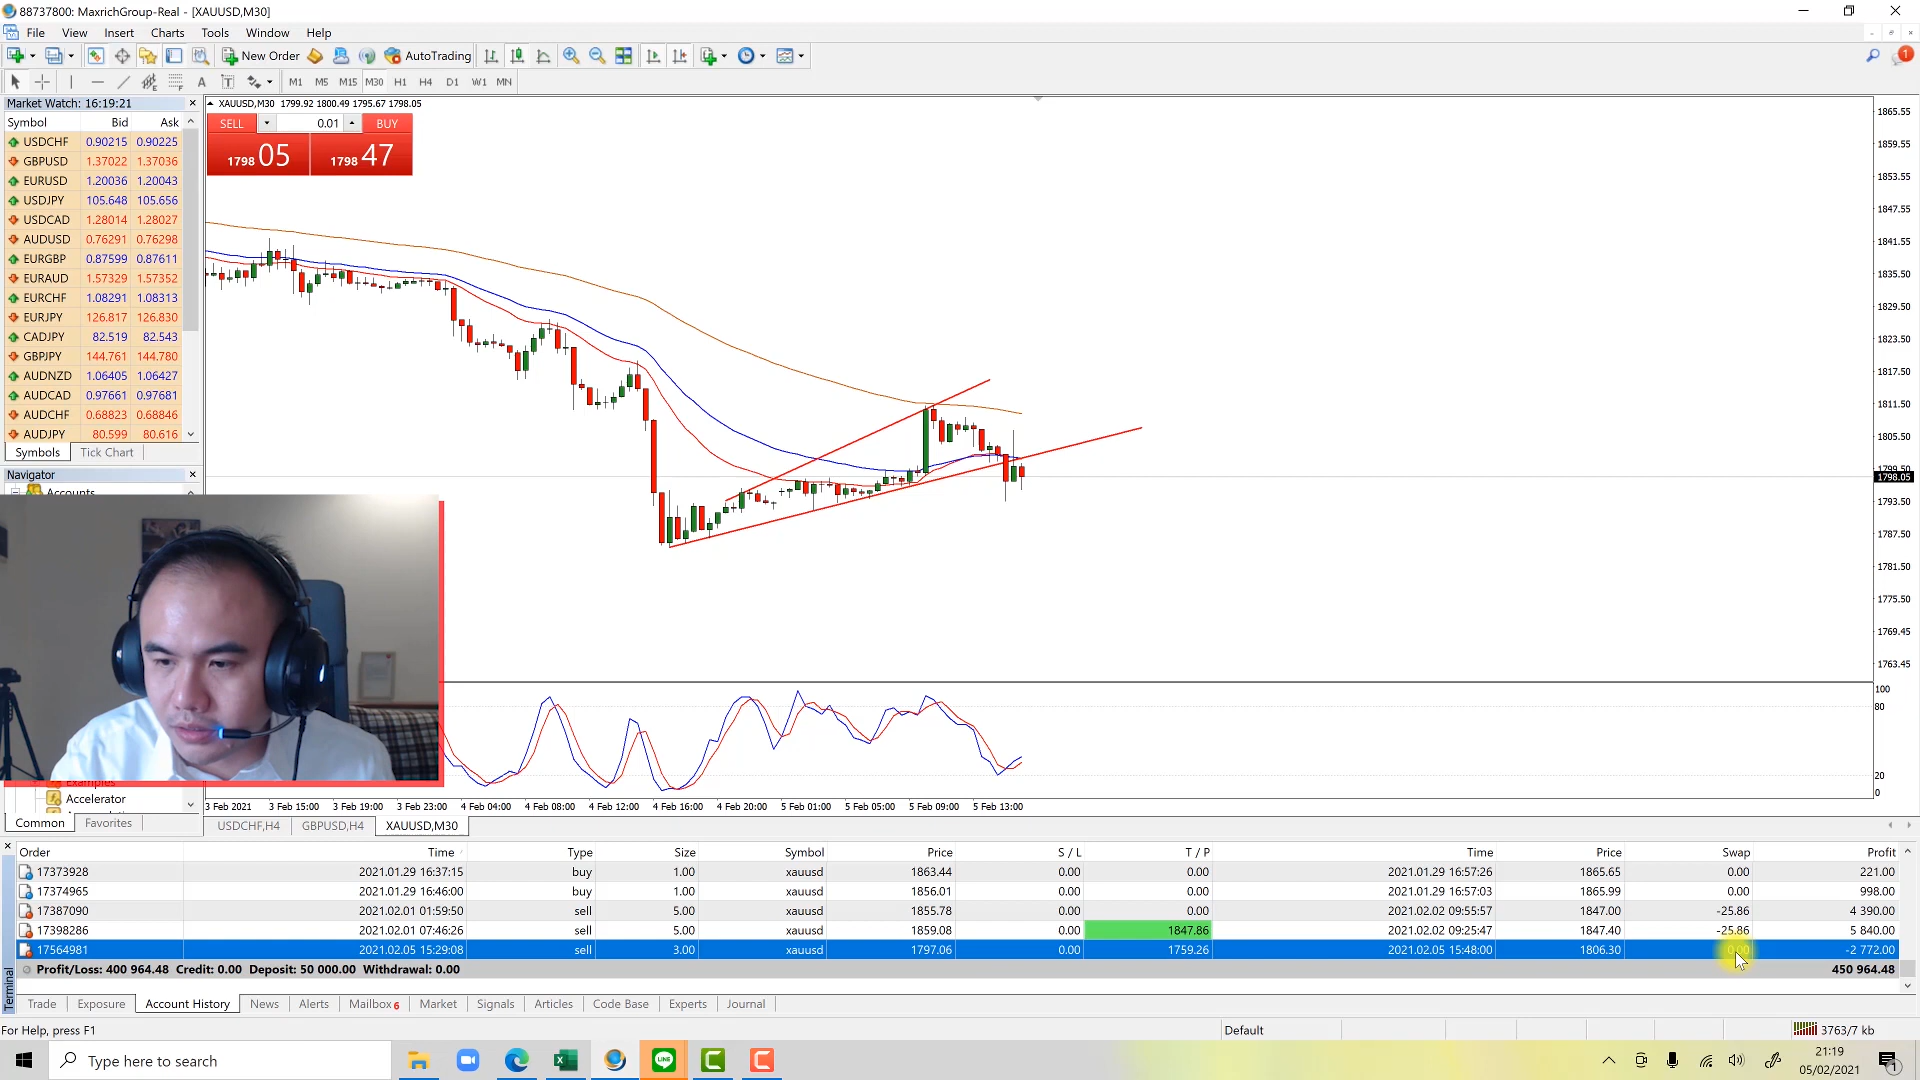 88737800: MaxrichGroup-Real - [XAUUSD,M30]
File View Insert Charts Tools Window Help
New Order AutoTrading 1
A T M1 M5 M15 M30 H1 H4 D1 W1 MN
Market Watch: 16:19:21
Symbol Bid Ask
USDCHF 0.90215 0.90225
GBPUSD 1.37022 1.37036
EURUSD 1.20036 1.20043
USDJPY 105.648 105.656
USDCAD 1.28014 1.28027
AUDUSD 0.76291 0.76298
EURGBP 0.87599 0.87611
EURAUD 1.57329 1.57352
EURCHF 1.08291 1.08313
EURJPY 126.817 126.830
CADJPY 82.519 82.543
GBPJPY 144.761 144.780
AUDNZD 1.06405 1.06427
AUDCAD 0.97661 0.97681
AUDCHF 0.68823 0.68846
AUDJPY 80.599 80.616
Symbols Tick Chart
Navigator
Accounts
Examples
Accelerator
Common Favorites
XAUUSD,M30 1799.92 1800.49 1795.67 1798.05
SELL 0.01 BUY
1798 05 1798 47
1865.55
1859.55
1853.55
1847.55
1841.55
1835.50
1829.50
1823.50
1817.50
1811.50
1805.50
1799.50
1798.05
1793.50
1787.50
1781.50
1775.50
1769.45
1763.45
100
80
20
0
3 Feb 2021 3 Feb 15:00 3 Feb 19:00 3 Feb 23:00 4 Feb 04:00 4 Feb 08:00 4 Feb 12:00 4 Feb 16:00 4 Feb 20:00 5 Feb 01:00 5 Feb 05:00 5 Feb 09:00 5 Feb 13:00
USDCHF,H4 GBPUSD,H4 XAUUSD,M30
Order Time Type Size Symbol Price S / L T / P Time Price Swap Profit
17373928 2021.01.29 16:37:15 buy 1.00 xauusd 1863.44 0.00 0.00 2021.01.29 16:57:26 1865.65 0.00 221.00
17374965 2021.01.29 16:46:00 buy 1.00 xauusd 1856.01 0.00 0.00 2021.01.29 16:57:03 1865.99 0.00 998.00
17387090 2021.02.01 01:59:50 sell 5.00 xauusd 1855.78 0.00 0.00 2021.02.02 09:55:57 1847.00 -25.86 4 390.00
17398286 2021.02.01 07:46:26 sell 5.00 xauusd 1859.08 0.00 1847.86 2021.02.02 09:25:47 1847.40 -25.86 5 840.00
17564981 2021.02.05 15:29:08 sell 3.00 xauusd 1797.06 0.00 1759.26 2021.02.05 15:48:00 1806.30 0.00 -2 772.00
Profit/Loss: 400 964.48 Credit: 0.00 Deposit: 50 000.00 Withdrawal: 0.00 450 964.48
Terminal
Trade Exposure Account History News Alerts Mailbox 6 Market Signals Articles Code Base Experts Journal
For Help, press F1 Default 3763/7 kb
Type here to search
LINE
21:19
05/02/2021